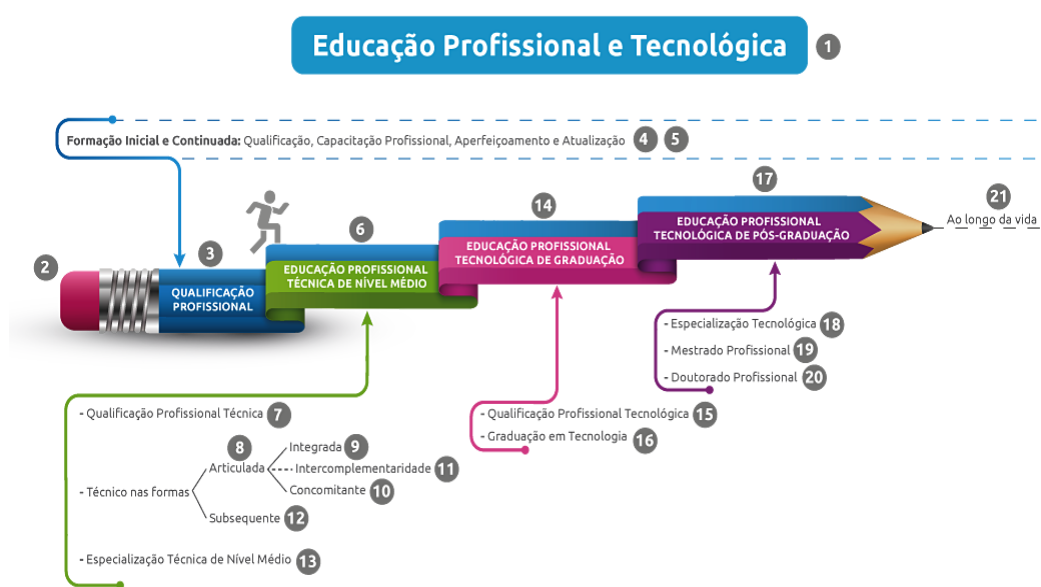 Educação Profissional e Tecnológica 1
Formação Inicial e Continuada: Qualificação, Capacitação Profissional, Aperfeiçoamento e Atualização 4 5
17
21
Ao longo da vida
14
EDUCAÇÃO PROFISSIONAL
TECNOLÓGICA DE PÓS-GRADUAÇÃO
6
EDUCAÇÃO PROFISSIONAL
TECNOLÓGICA DE GRADUAÇÃO
2
3
EDUCAÇÃO PROFISSIONAL
TÉCNICA DE NÍVEL MÉDIO
QUALIFICAÇÃO
PROFISSIONAL
- Especialização Tecnológica 18
- Mestrado Profissional 19
- Doutorado Profissional 20
- Qualificação Profissional Tecnológica 15
- Graduação em Tecnologia 16
- Qualificação Profissional Técnica 7
8
Integrada 9
Articulada
Intercomplementaridade 11
Concomitante 10
- Técnico nas formas
Subsequente 12
- Especialização Técnica de Nível Médio 13